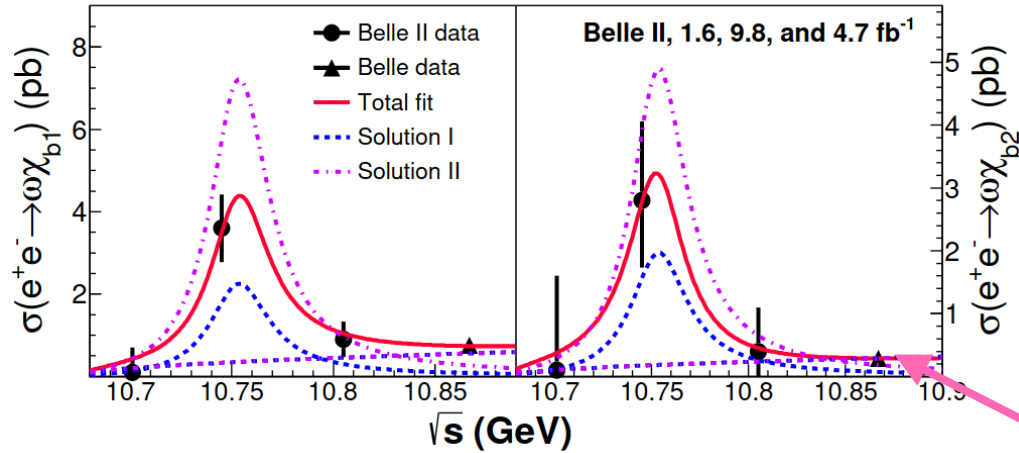 σ(e⁺e⁻→ωχb1) (pb)
8
6
4
2
Belle II data
Belle data
Total fit
Solution I
Solution II
Belle II, 1.6, 9.8, and 4.7 fb⁻¹
5
4
3
2
1
σ(e⁺e⁻→ωχb2) (pb)
10.7 10.75 10.8 10.7 10.75 10.8 10.85 10.9
√s (GeV)